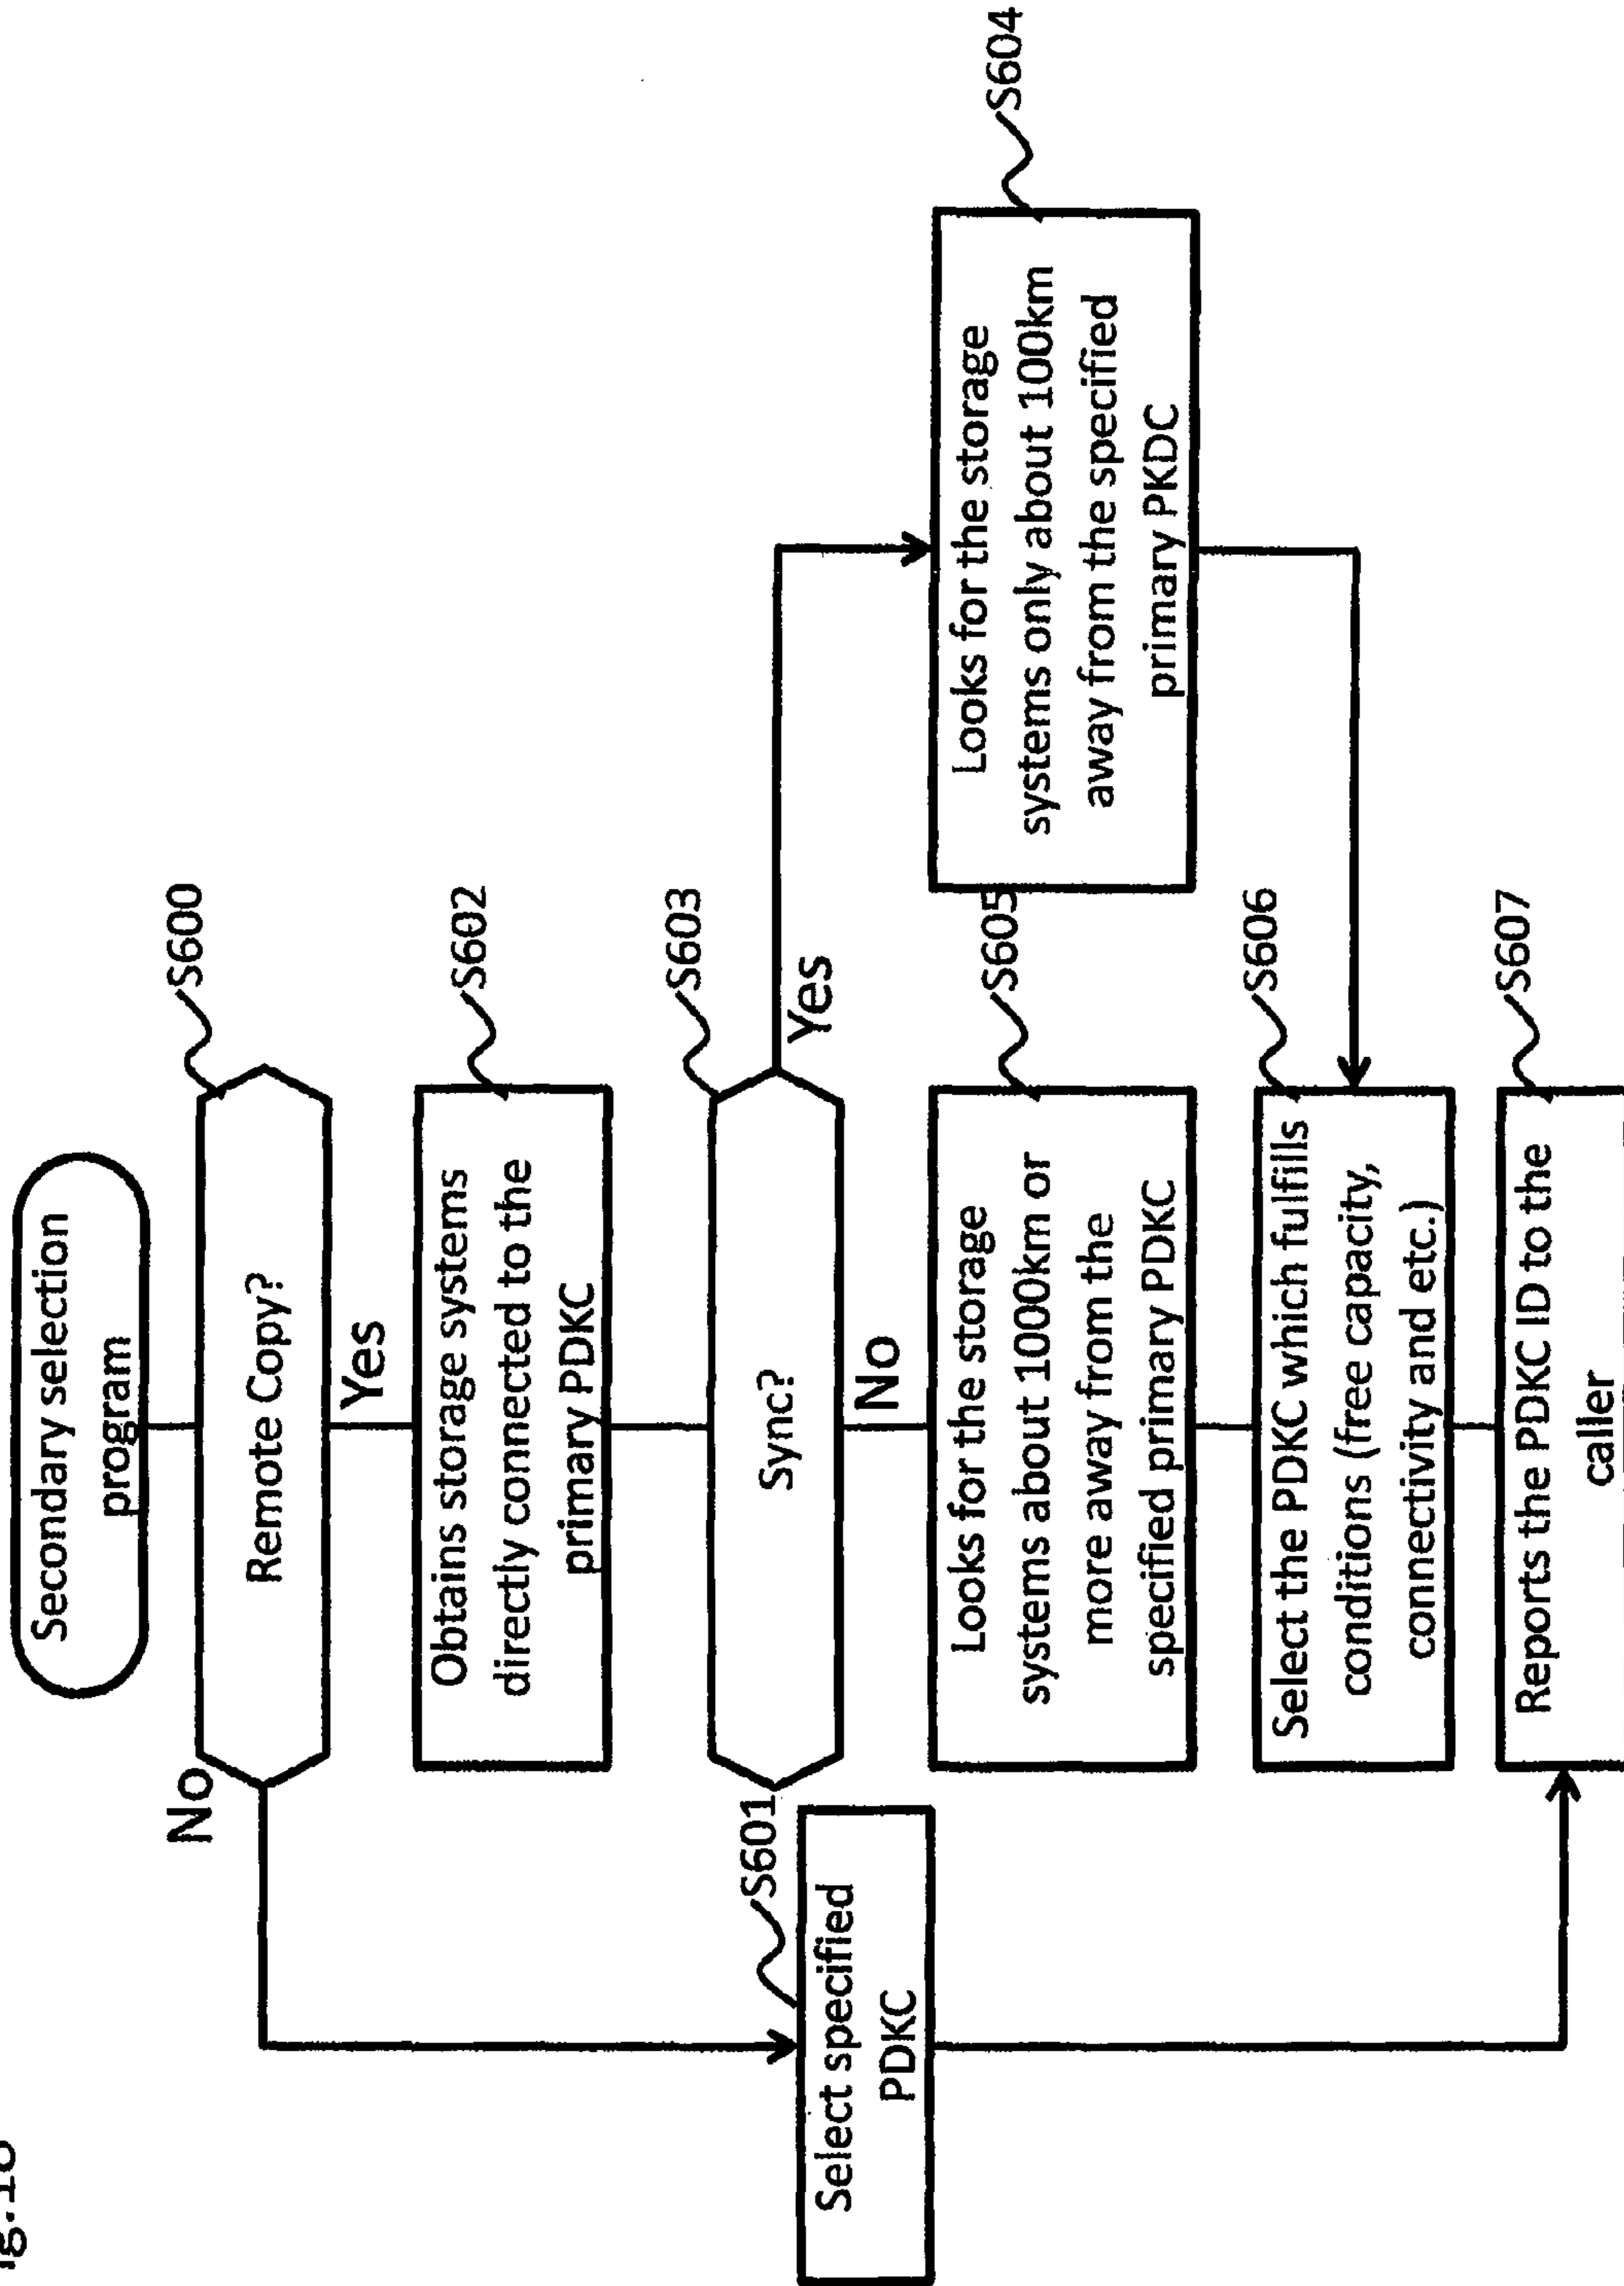 Secondary selection
program
S600
Remote Copy?
No
Yes
S602
Obtains storage systems
directly connected to the
primary PDKC
S603
Sync?
Yes
No
S601
Select specified
PDKC
S604
Looks for the storage
systems only about 100km
away from the specified
primary PKDC
S605
Looks for the storage
systems about 1000km or
more away from the
specified primary PDKC
S606
Select the PDKC which fulfills
conditions (free capacity,
connectivity and etc.)
S607
Reports the PDKC ID to the
caller